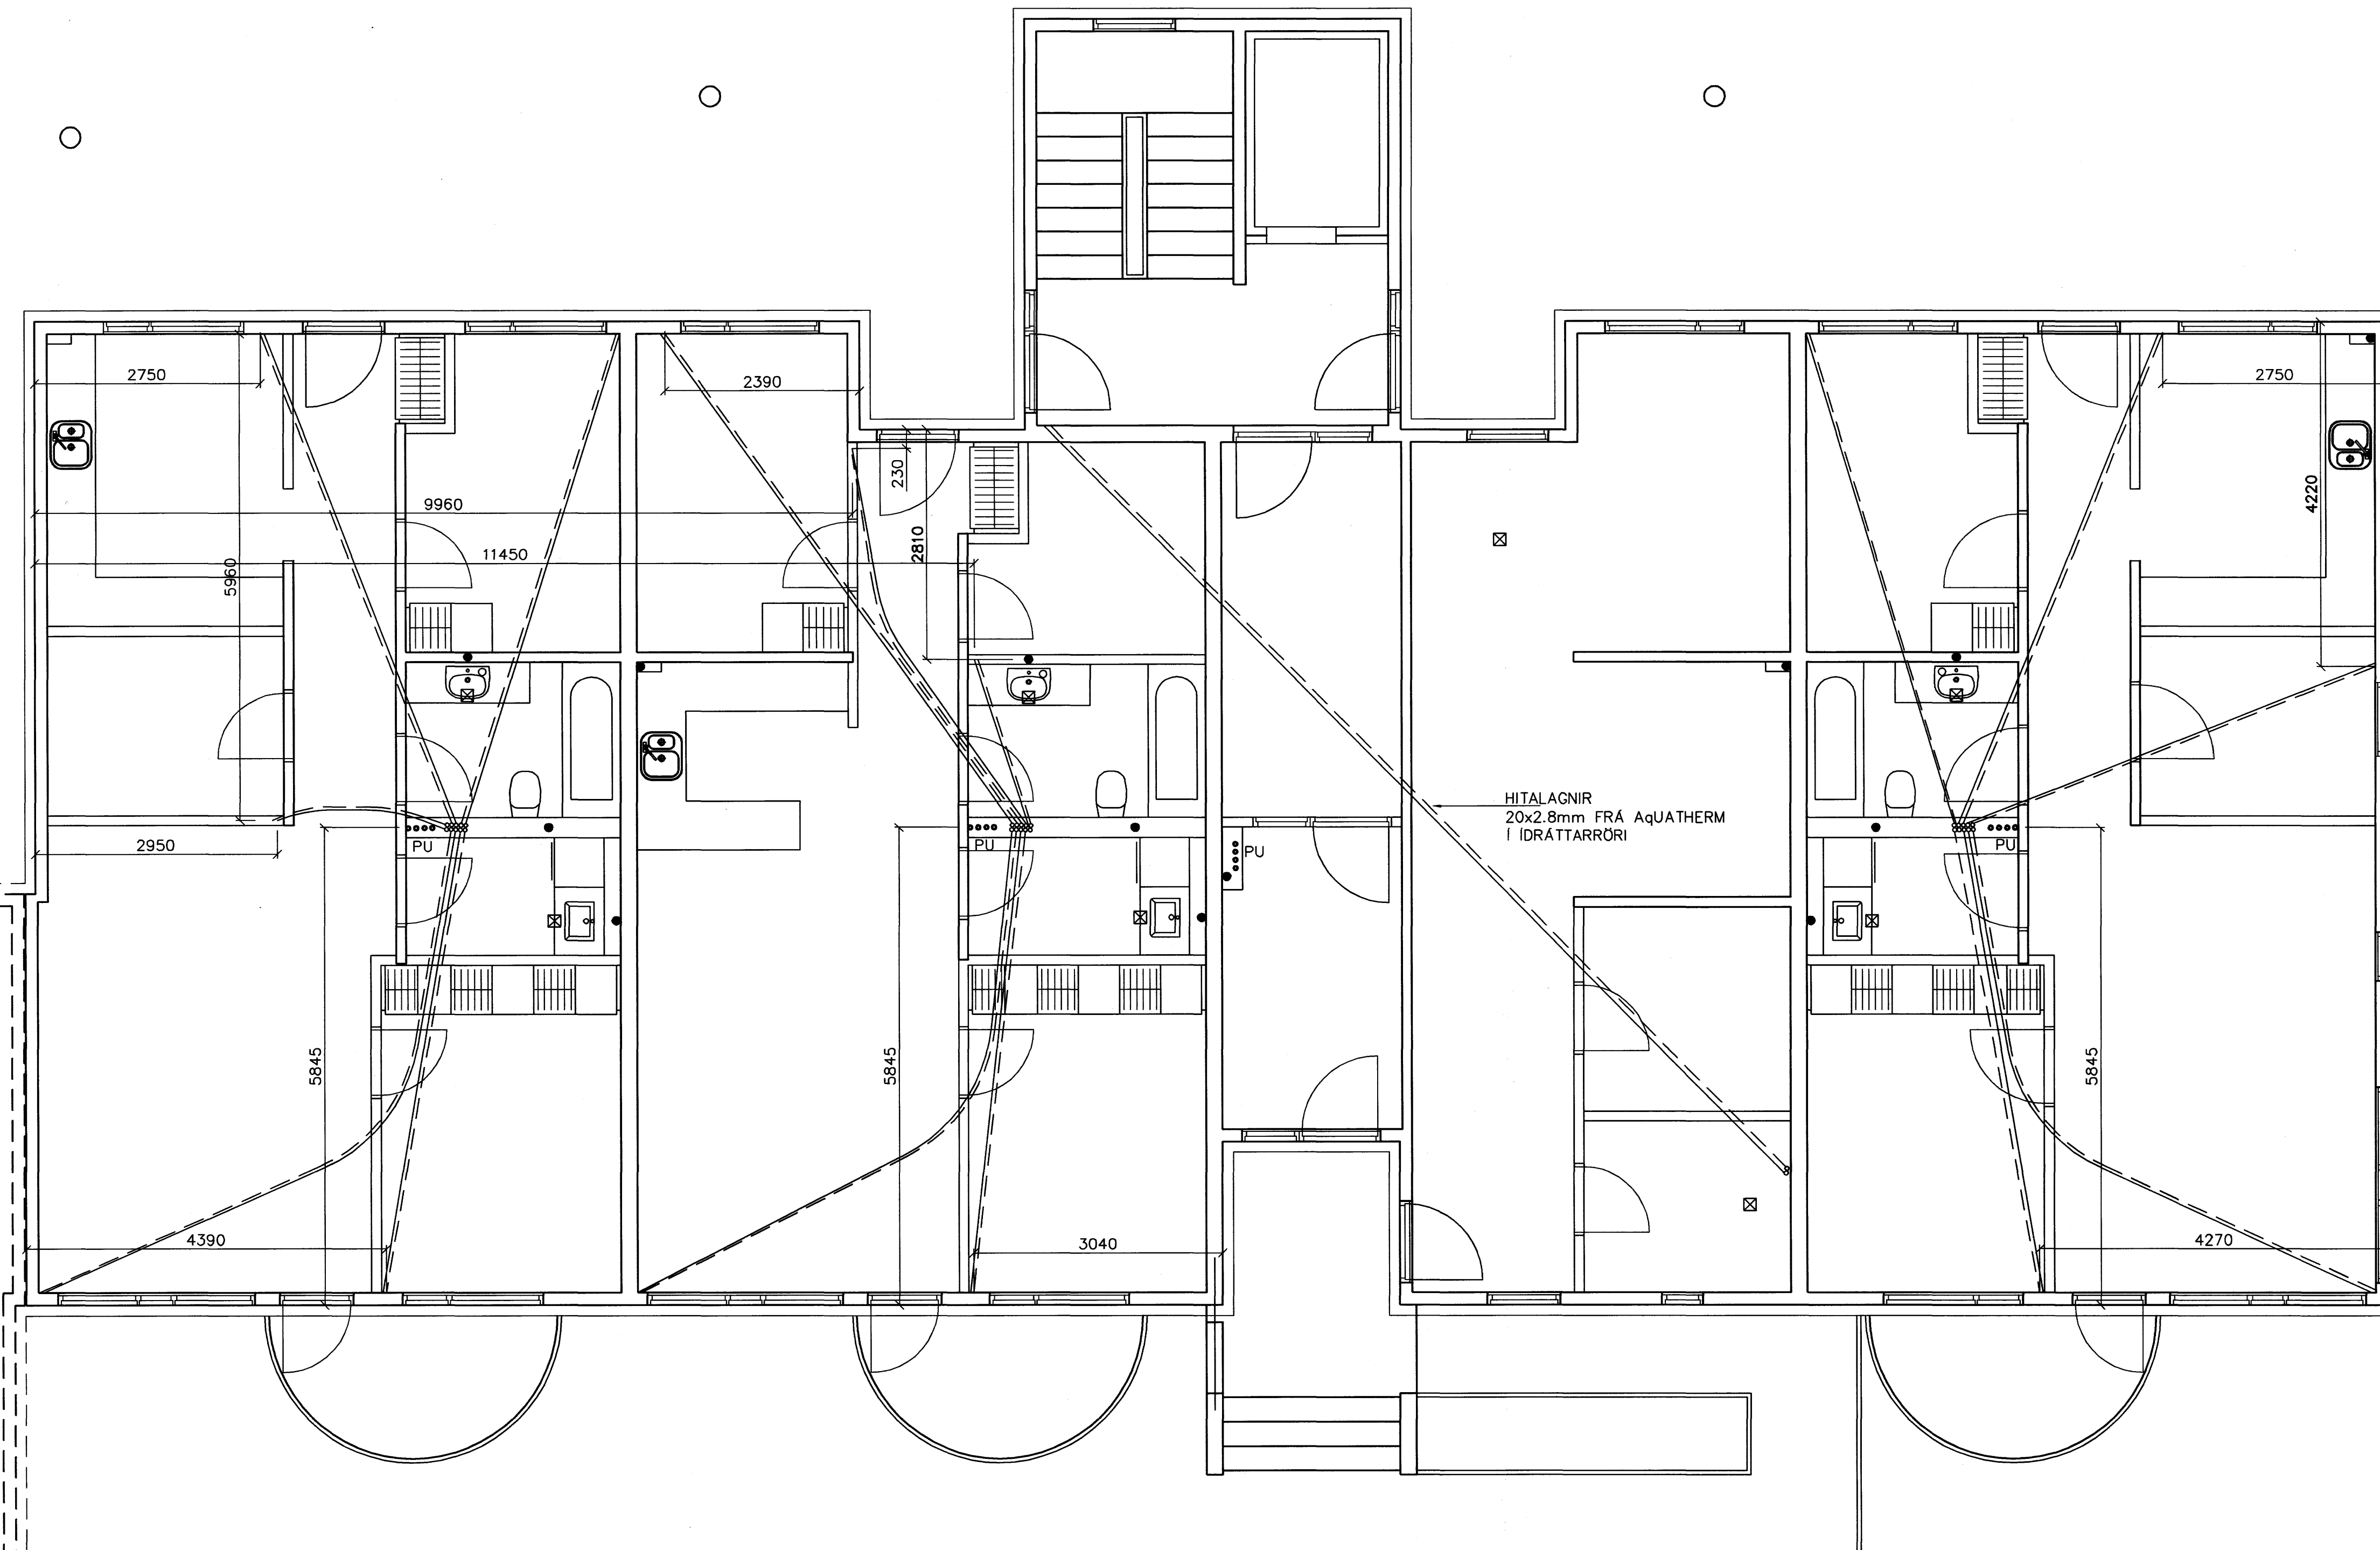 2750
2390
2750
230
9960
2810
4220
11450
5960
HITALAGNIR
20x2.8mm FRÁ AqUATHERM
Í ÍDRÁTTARRÖRI
PU
PU
PU
PU
2950
5845
5845
5845
4390
3040
4270